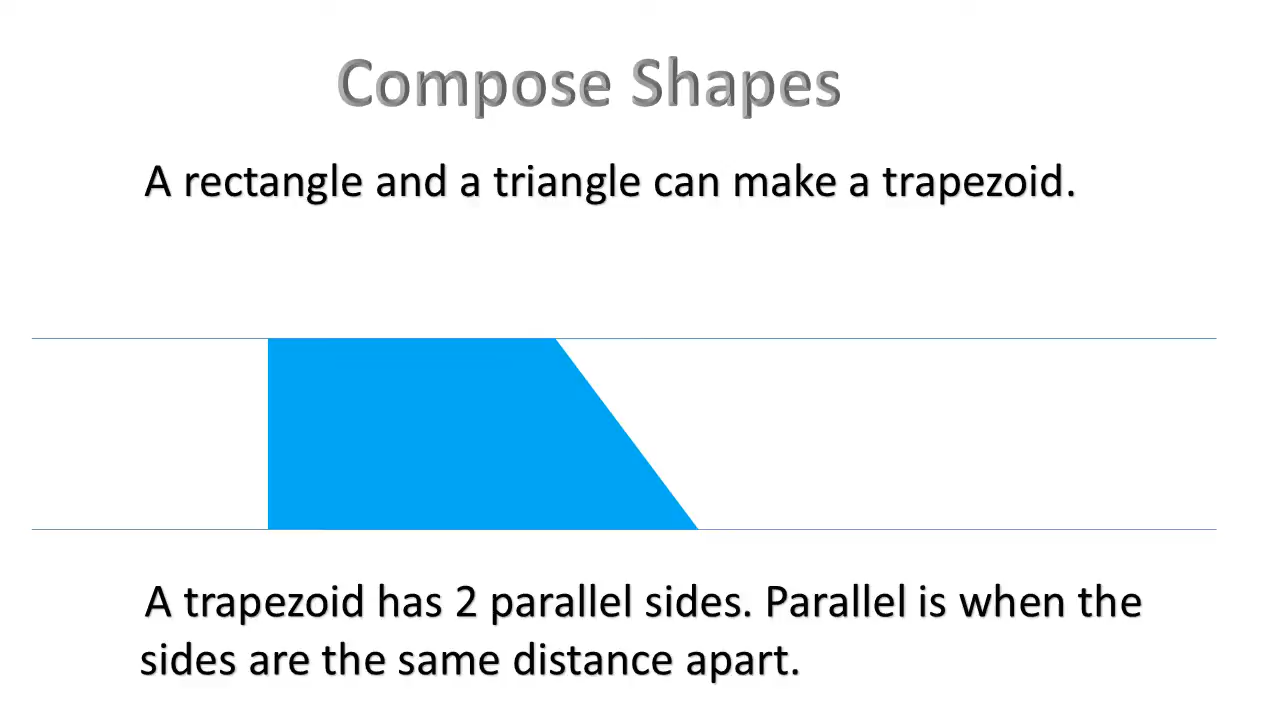 Compose Shapes
A rectangle and a triangle can make a trapezoid.
A trapezoid has 2 parallel sides. Parallel is when the
sides are the same distance apart.